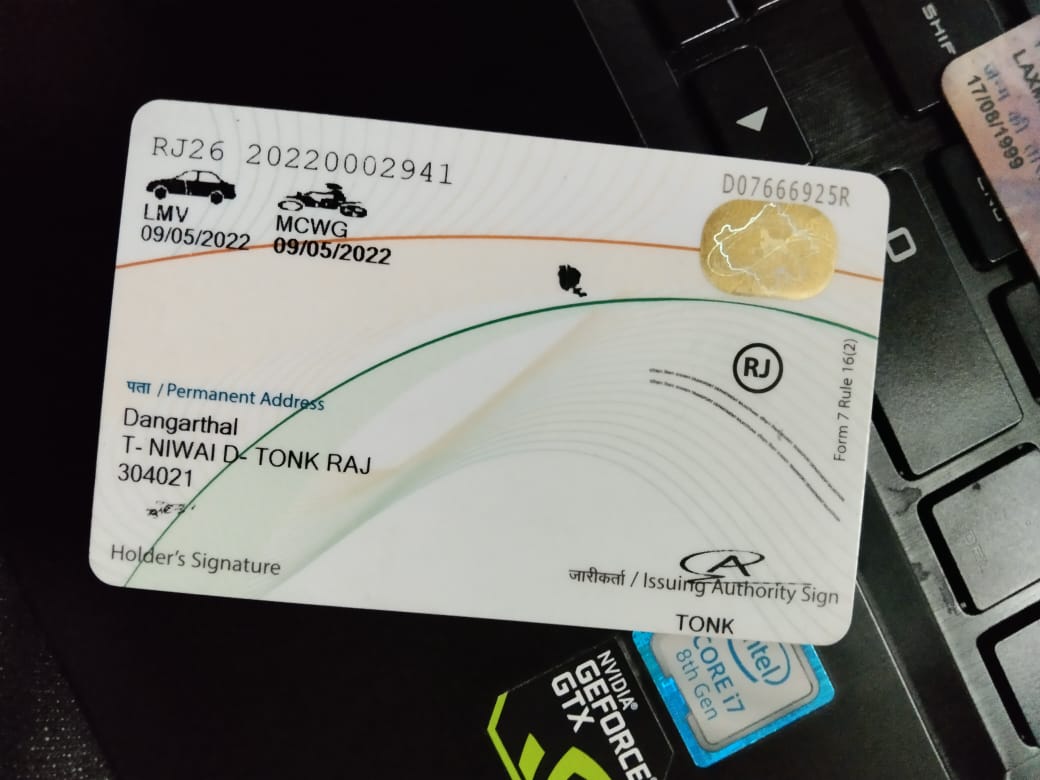 RJ26 20220002941
D07666925R
LMV
09/05/2022
MCWG
09/05/2022
RJ
Form 7 Rule 16(2)
पता / Permanent Address
Dangarthal
T- NIWAI D- TONK RAJ
304021
Holder's Signature
जारीकर्ता / Issuing Authority Sign
TONK
NVIDIA®
GEFORCE
GTX
intel
CORE i7
8th Gen
जन्म की
17/08/1999